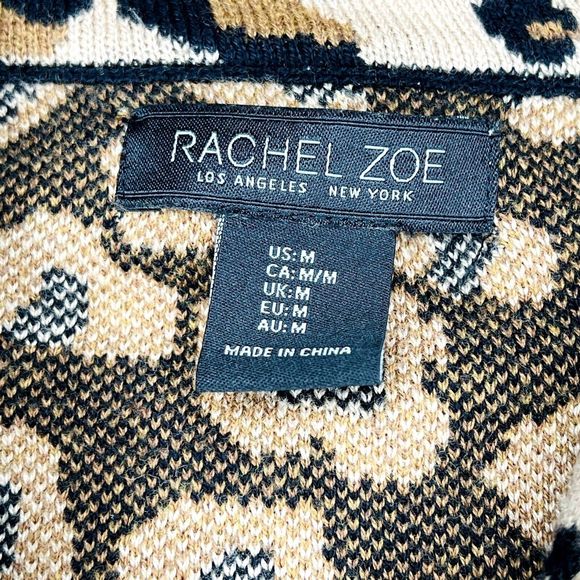 RACHEL ZOE
LOS ANGELES NEW YORK
US: M
CA: M/M
UK: M
EU: M
AU: M
MADE IN CHINA